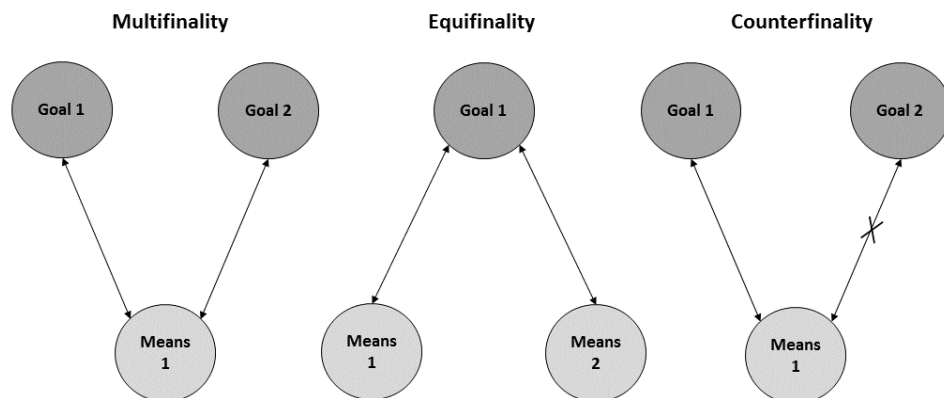 Multifinality
Equifinality
Counterfinality
Goal 1
Goal 2
Goal 1
Goal 1
Goal 2
Means
1
Means
1
Means
2
Means
1